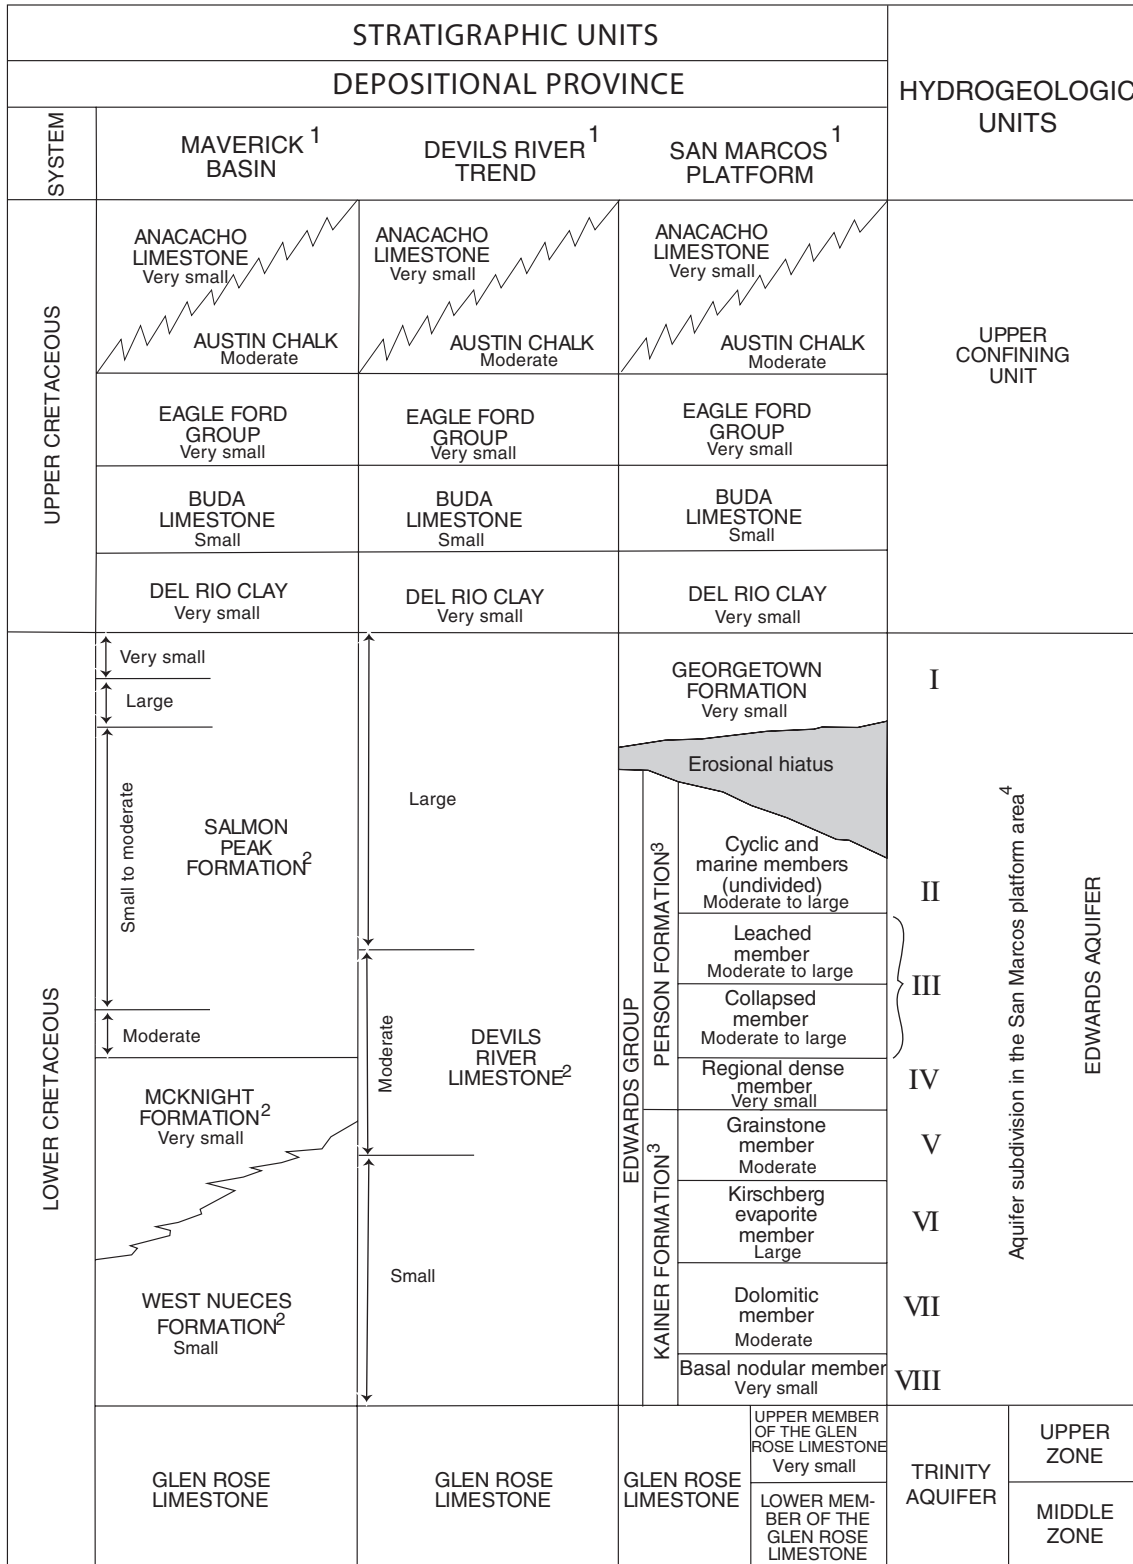 STRATIGRAPHIC UNITS
DEPOSITIONAL PROVINCE
HYDROGEOLOGIC
UNITS
SYSTEM
MAVERICK 1
BASIN
DEVILS RIVER 1
TREND
SAN MARCOS 1
PLATFORM
UPPER CRETACEOUS
ANACACHO
LIMESTONE
Very small
AUSTIN CHALK
Moderate
ANACACHO
LIMESTONE
Very small
AUSTIN CHALK
Moderate
ANACACHO
LIMESTONE
Very small
AUSTIN CHALK
Moderate
UPPER
CONFINING
UNIT
EAGLE FORD
GROUP
Very small
EAGLE FORD
GROUP
Very small
EAGLE FORD
GROUP
Very small
BUDA
LIMESTONE
Small
BUDA
LIMESTONE
Small
BUDA
LIMESTONE
Small
DEL RIO CLAY
Very small
DEL RIO CLAY
Very small
DEL RIO CLAY
Very small
LOWER CRETACEOUS
Very small
Large
Small to moderate
SALMON
PEAK
FORMATION2
Moderate
MCKNIGHT
FORMATION2
Very small
WEST NUECES
FORMATION2
Small
Large
Moderate
DEVILS
RIVER
LIMESTONE2
Small
GEORGETOWN
FORMATION
Very small
Erosional hiatus
EDWARDS GROUP
PERSON FORMATION3
KAINER FORMATION3
Cyclic and
marine members
(undivided)
Moderate to large
Leached
member
Moderate to large
Collapsed
member
Moderate to large
Regional dense
member
Very small
Grainstone
member
Moderate
Kirschberg
evaporite
member
Large
Dolomitic
member
Moderate
Basal nodular member
Very small
I
II
III
IV
V
VI
VII
VIII
Aquifer subdivision in the San Marcos platform area4
EDWARDS AQUIFER
GLEN ROSE
LIMESTONE
GLEN ROSE
LIMESTONE
GLEN ROSE
LIMESTONE
UPPER MEMBER
OF THE GLEN
ROSE LIMESTONE
Very small
LOWER MEM-
BER OF THE
GLEN ROSE
LIMESTONE
TRINITY
AQUIFER
UPPER
ZONE
MIDDLE
ZONE